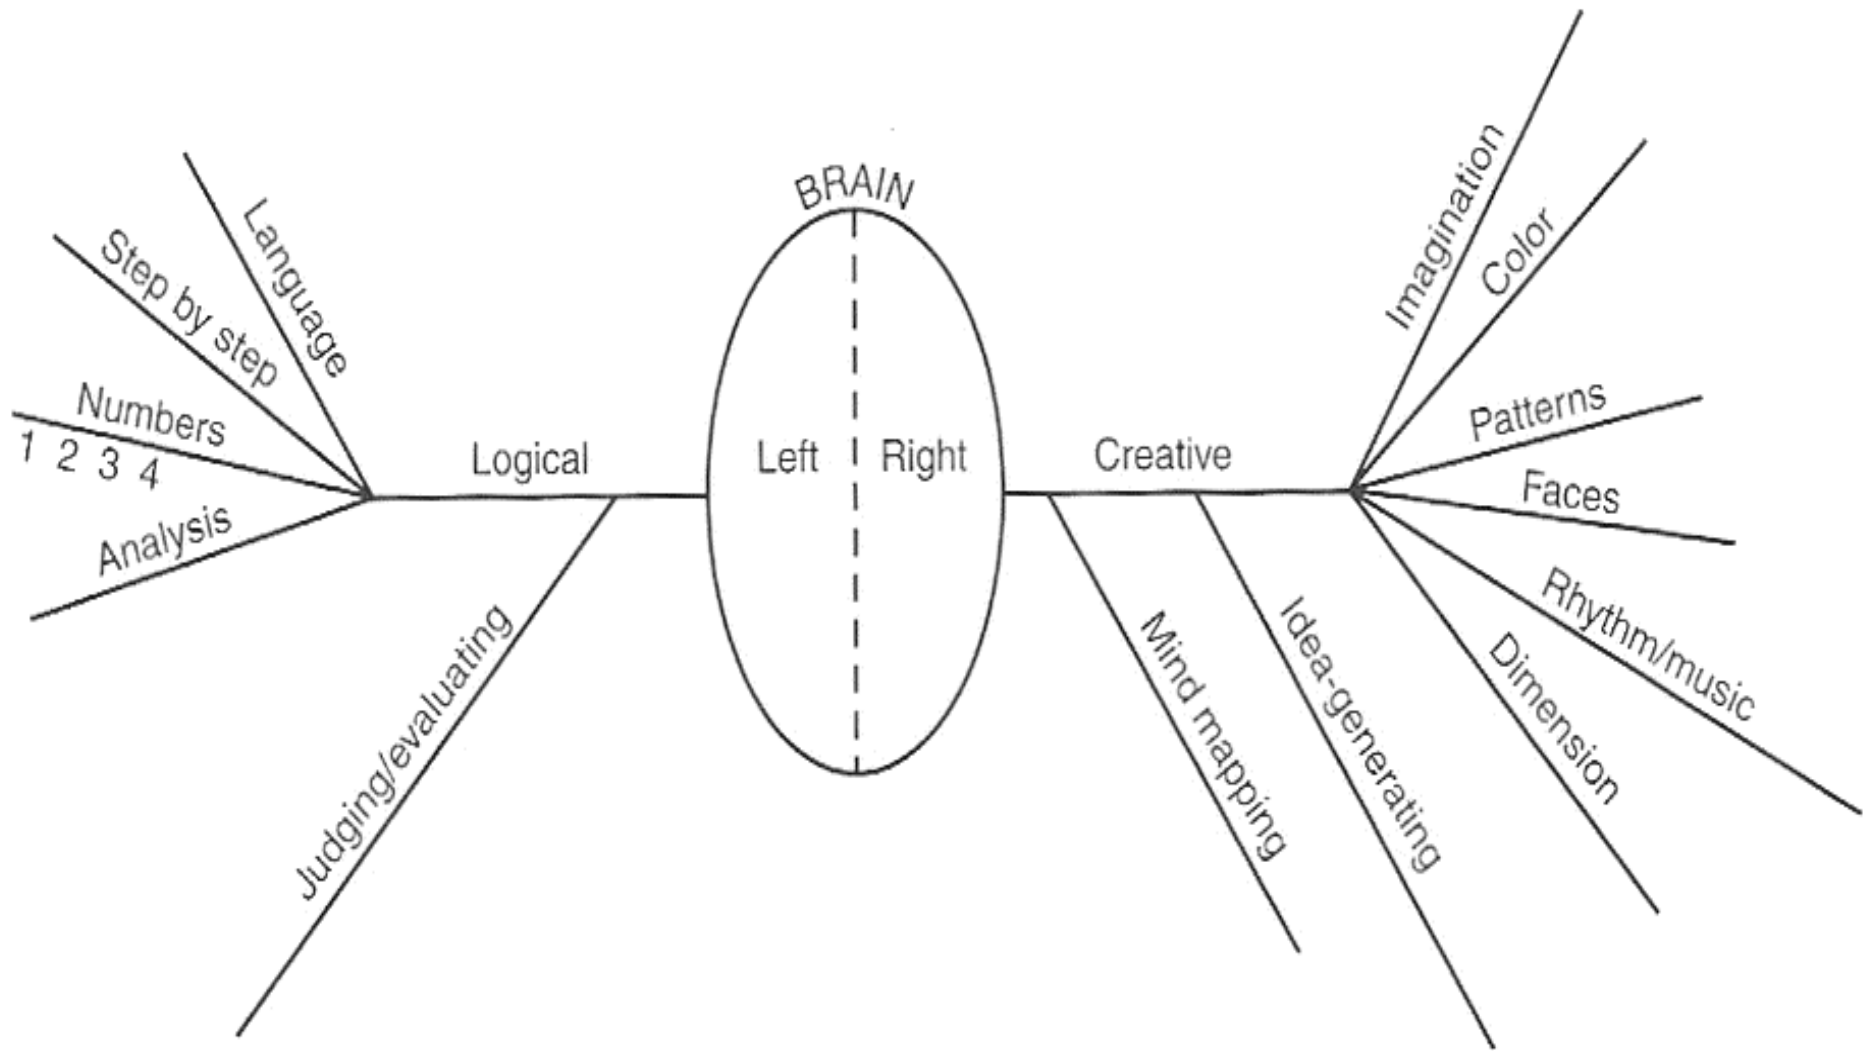 BRAIN
Left
Right
Logical
Language
Step by step
Numbers
1 2 3 4
Analysis
Judging/evaluating
Creative
Imagination
Color
Patterns
Faces
Rhythm/music
Dimension
Idea-generating
Mind mapping